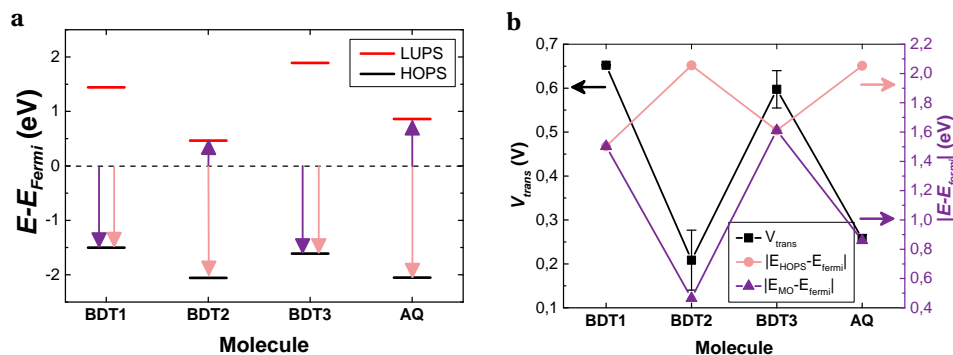 a
LUPS
HOPS
E-E_Fermi (eV)
2
1
0
-1
-2
BDT1 BDT2 BDT3 AQ
Molecule
b
V_trans (V)
0,7
0,6
0,5
0,4
0,3
0,2
0,1
V_trans
|E_HOPS-E_fermi|
|E_MO-E_fermi|
2,2
2,0
1,8
1,6
1,4
1,2
1,0
0,8
0,6
0,4
|E-E_fermi| (eV)
BDT1 BDT2 BDT3 AQ
Molecule